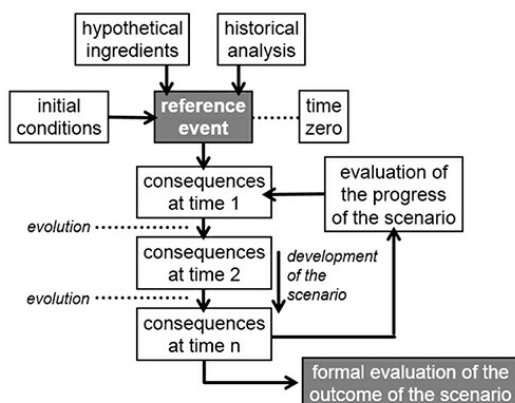 hypothetical
ingredients
historical
analysis
initial
conditions
reference
event
time
zero
consequences
at time 1
evaluation of
the progress
of the scenario
evolution
consequences
at time 2
development
of the
scenario
evolution
consequences
at time n
formal evaluation of the
outcome of the scenario